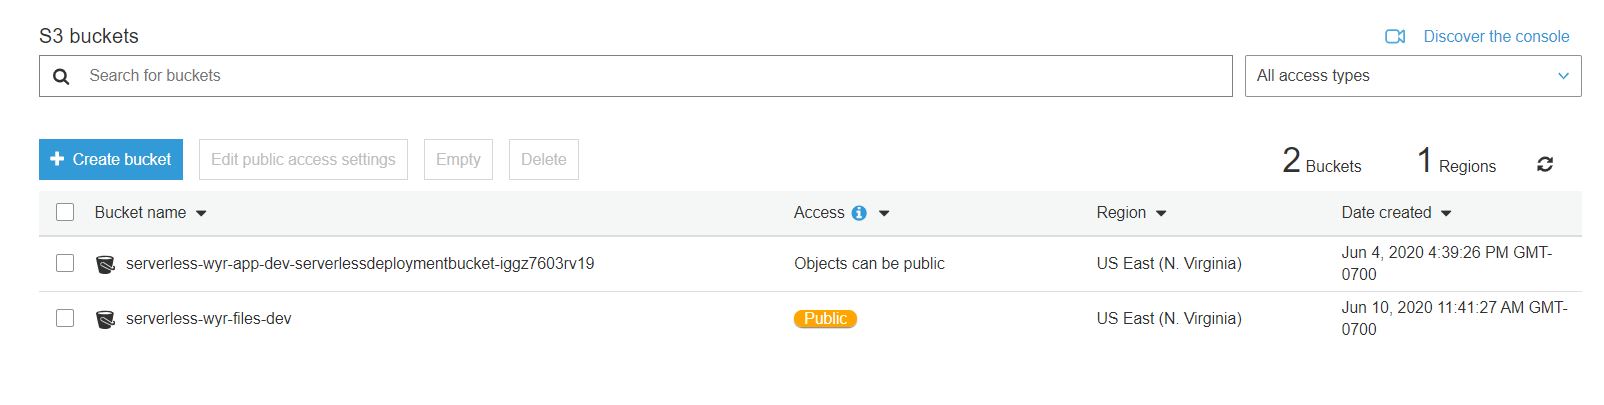 S3 buckets
Discover the console
Search for buckets
All access types
Create bucket
Edit public access settings
Empty
Delete
2 Buckets
1 Regions
Bucket name
Access
Region
Date created
serverless-wyr-app-dev-serverlessdeploymentbucket-iggz7603rv19
Objects can be public
US East (N. Virginia)
Jun 4, 2020 4:39:26 PM GMT-
0700
serverless-wyr-files-dev
Public
US East (N. Virginia)
Jun 10, 2020 11:41:27 AM GMT-
0700